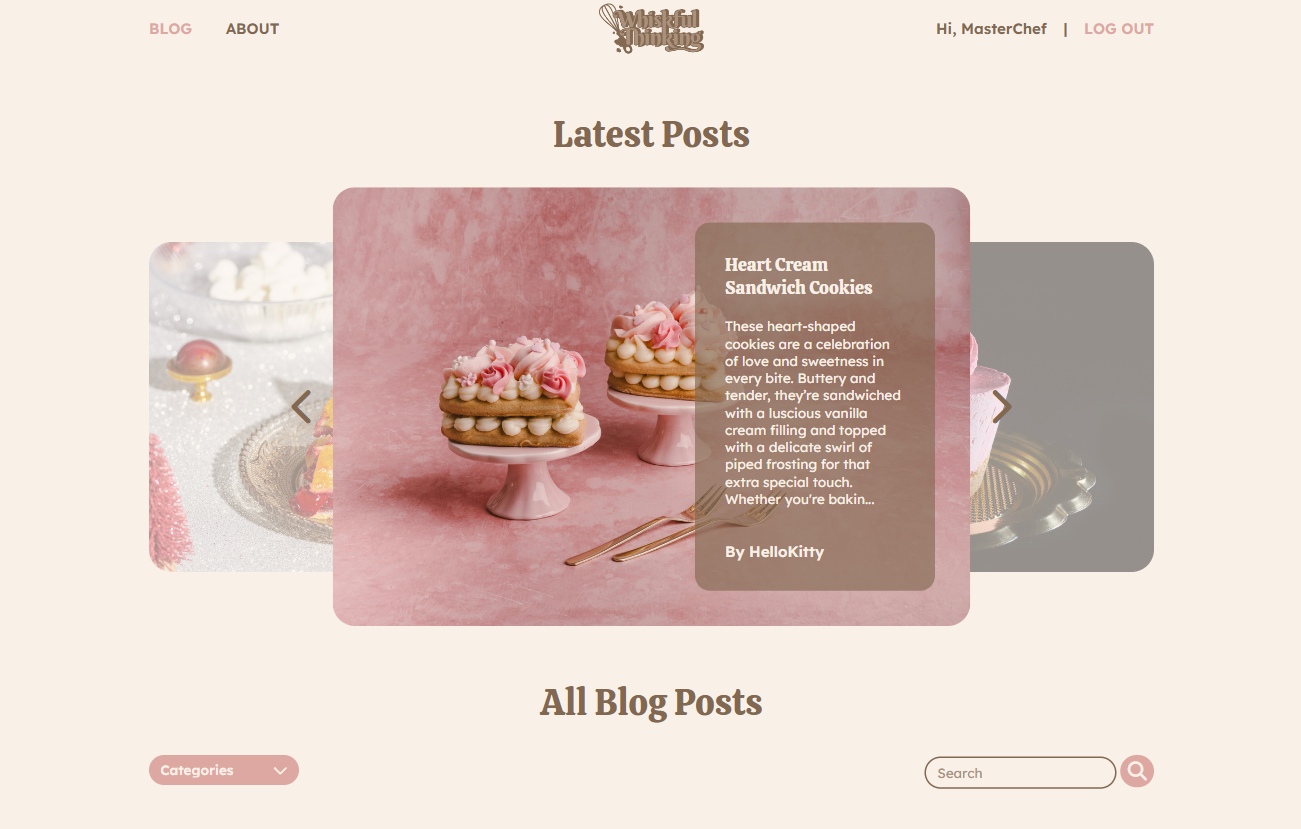 BLOG ABOUT
Whiskful
Thinking
Hi, MasterChef | LOG OUT
Latest Posts
Heart Cream
Sandwich Cookies
These heart-shaped
cookies are a celebration
of love and sweetness in
every bite. Buttery and
tender, they’re sandwiched
with a luscious vanilla
cream filling and topped
with a delicate swirl of
piped frosting for that
extra special touch.
Whether you’re bakin...
By HelloKitty
All Blog Posts
Categories
Search